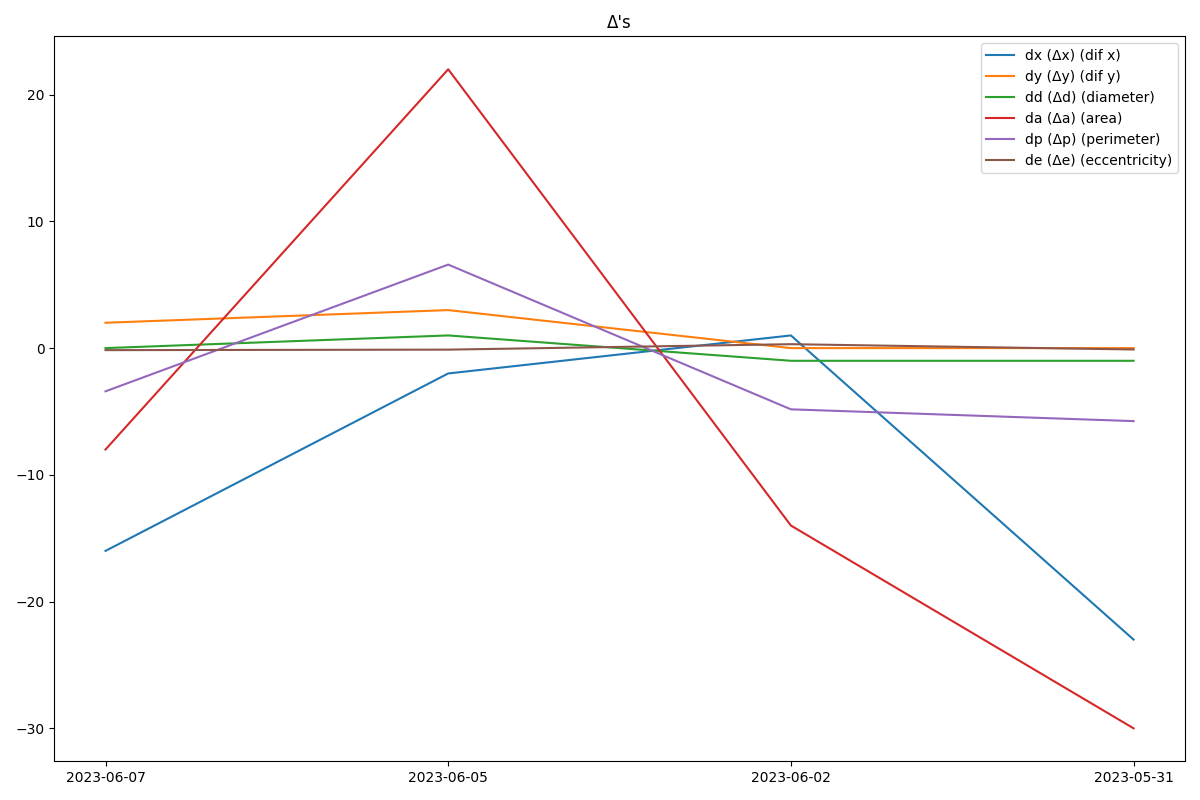 Δ's
dx (Δx) (dif x)
dy (Δy) (dif y)
dd (Δd) (diameter)
da (Δa) (area)
dp (Δp) (perimeter)
de (Δe) (eccentricity)
20
10
0
−10
−20
−30
2023-06-07 2023-06-05 2023-06-02 2023-05-31